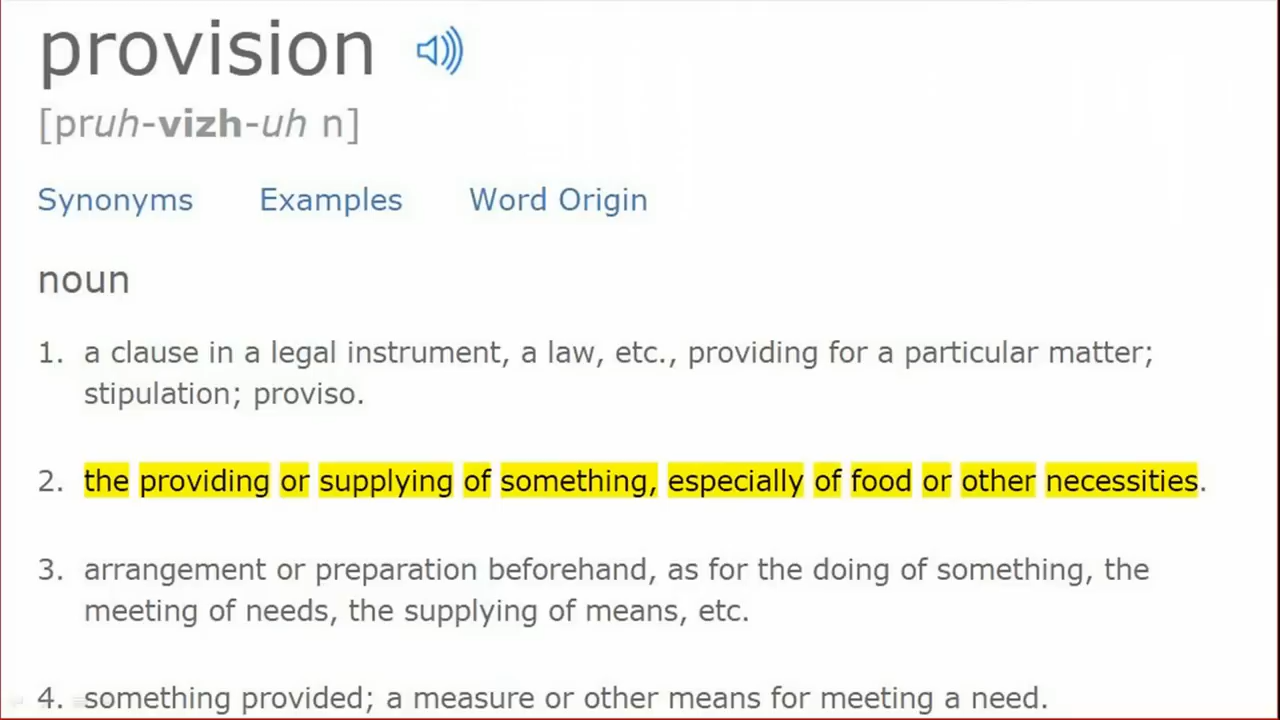 provision
[pruh-vizh-uh n]
Synonyms Examples Word Origin
noun
1. a clause in a legal instrument, a law, etc., providing for a particular matter;
stipulation; proviso.
2. the providing or supplying of something, especially of food or other necessities.
3. arrangement or preparation beforehand, as for the doing of something, the
meeting of needs, the supplying of means, etc.
4. something provided; a measure or other means for meeting a need.